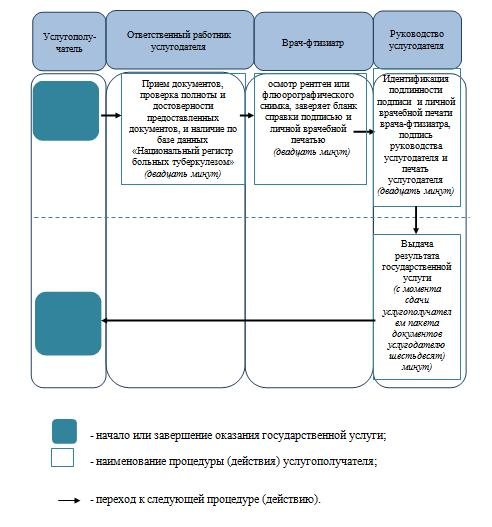 Услугополу-
чатель
Ответственный работник
услугодателя
Врач-фтизиатр
Руководство
услугодателя
Прием документов,
проверка полноты и
достоверности
предоставленных
документов, и наличие по
базе данных
«Национальный регистр
больных туберкулезом»
(двадцать минут)
осмотр рентген или
флюорографического
снимка, заверяет бланк
справки подписью и
личной врачебной
печатью
(двадцать минут)
Идентификация
подлинности
подписи и личной
врачебной печати
врача-фтизиатра,
подпись
руководства
услугодателя и
печать
услугодателя
(двадцать минут)
Выдача
результата
государственной
услуги
(с момента
сдачи
услугополучател
ем пакета
документов
услугодателю
шестьдесят)
минут)
- начало или завершение оказания государственной услуги;
- наименование процедуры (действия) услугополучателя;
- переход к следующей процедуре (действию).